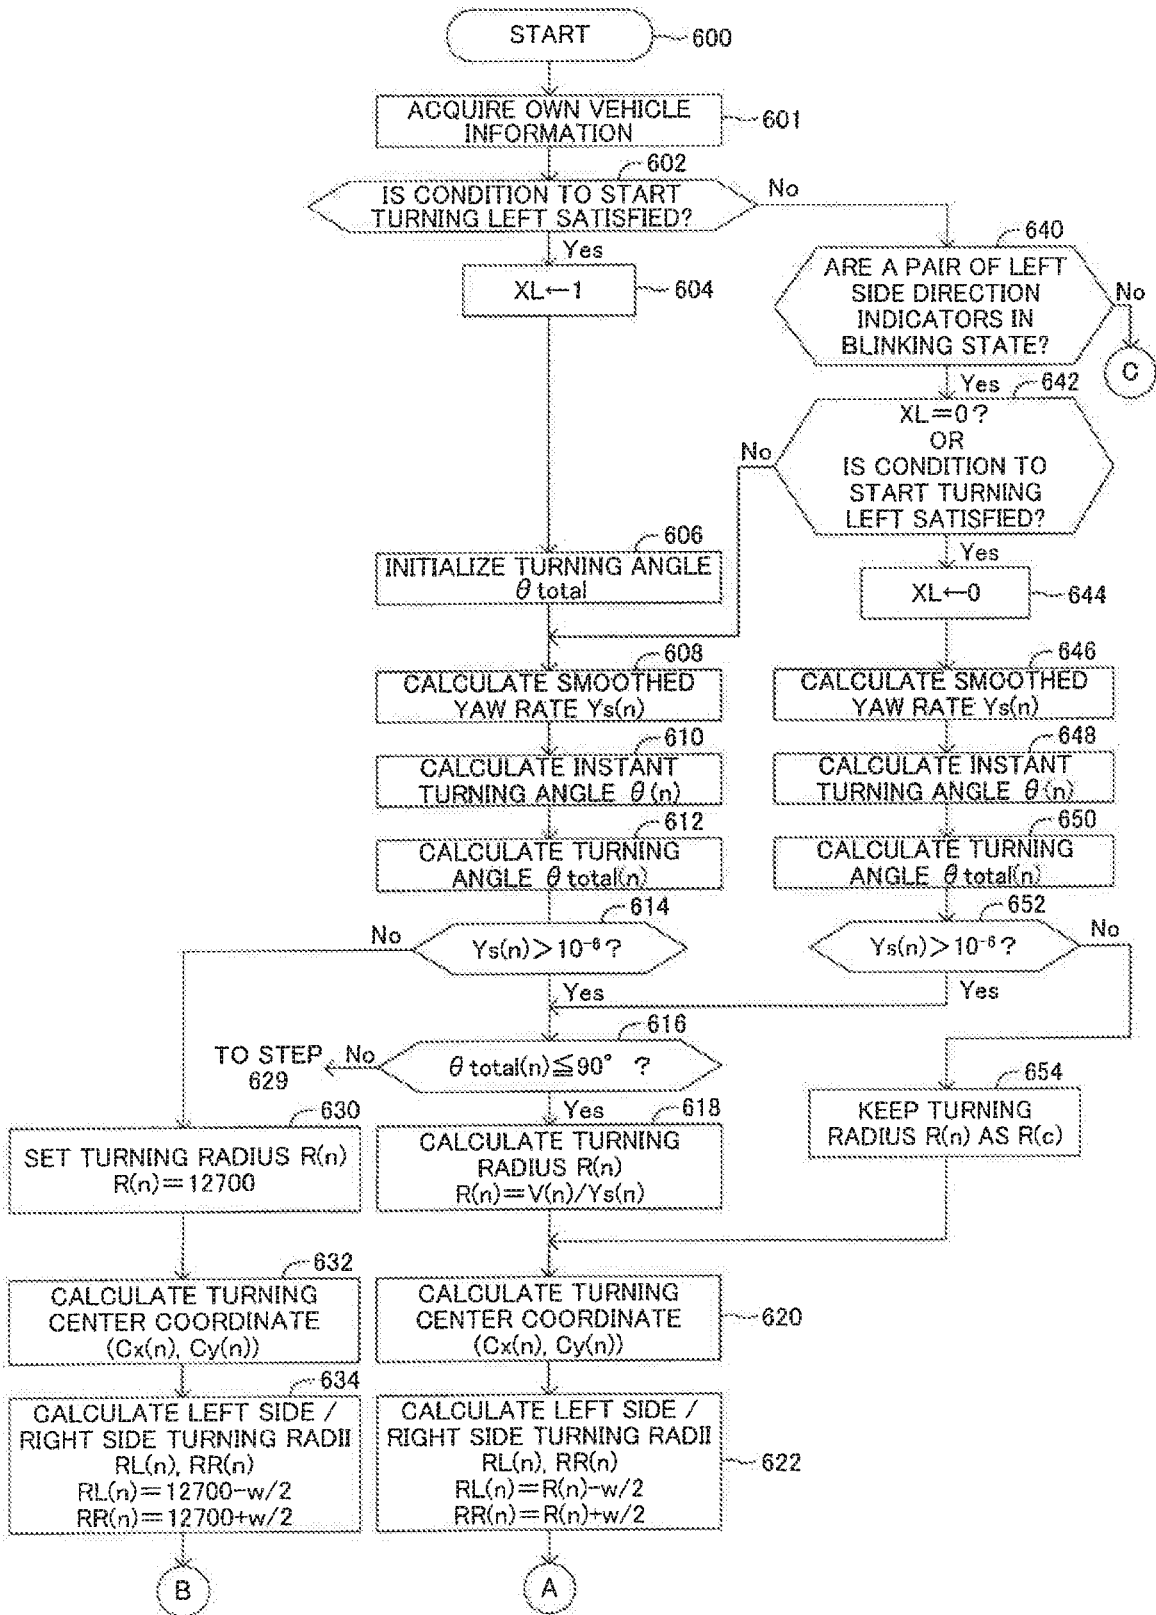 START
600
ACQUIRE OWN VEHICLE
INFORMATION
601
602
IS CONDITION TO START
TURNING LEFT SATISFIED?
No
Yes
XL←1
604
640
ARE A PAIR OF LEFT
SIDE DIRECTION
INDICATORS IN
BLINKING STATE?
No
C
Yes
642
XL=0?
OR
IS CONDITION TO
START TURNING
LEFT SATISFIED?
No
Yes
606
INITIALIZE TURNING ANGLE
θ total
XL←0
644
608
CALCULATE SMOOTHED
YAW RATE Ys(n)
646
CALCULATE SMOOTHED
YAW RATE Ys(n)
610
CALCULATE INSTANT
TURNING ANGLE θ(n)
648
CALCULATE INSTANT
TURNING ANGLE θ(n)
612
CALCULATE TURNING
ANGLE θ total(n)
650
CALCULATE TURNING
ANGLE θ total(n)
614
No
Ys(n)>10⁻⁶?
Yes
652
Ys(n)>10⁻⁶?
No
Yes
616
θ total(n)≦90° ?
No
TO STEP
629
Yes
654
KEEP TURNING
RADIUS R(n) AS R(c)
630
SET TURNING RADIUS R(n)
R(n)=12700
618
CALCULATE TURNING
RADIUS R(n)
R(n)=V(n)/Ys(n)
632
CALCULATE TURNING
CENTER COORDINATE
(Cx(n), Cy(n))
CALCULATE TURNING
CENTER COORDINATE
(Cx(n), Cy(n))
620
634
CALCULATE LEFT SIDE /
RIGHT SIDE TURNING RADII
RL(n), RR(n)
RL(n)=12700-w/2
RR(n)=12700+w/2
CALCULATE LEFT SIDE /
RIGHT SIDE TURNING RADII
RL(n), RR(n)
RL(n)=R(n)-w/2
RR(n)=R(n)+w/2
622
B
A